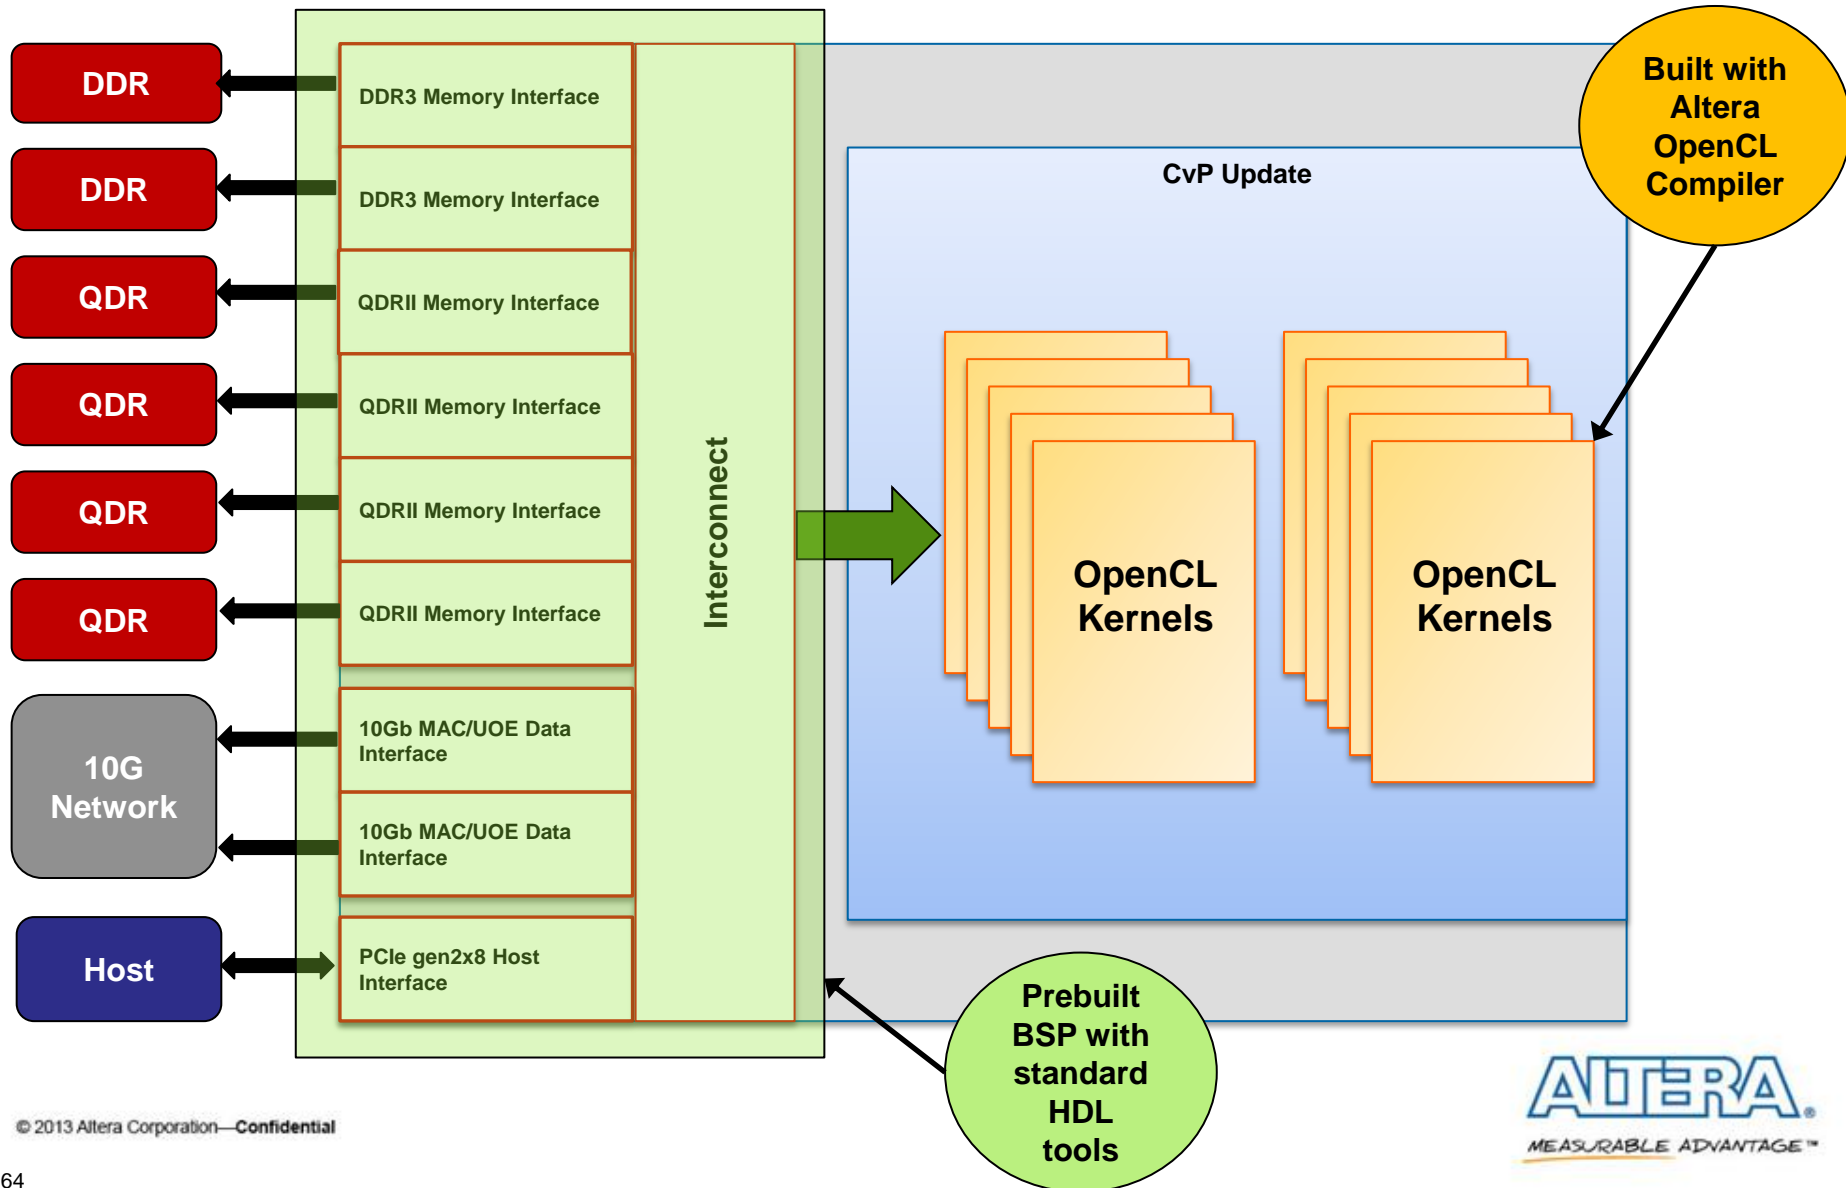 DDR
DDR
QDR
QDR
QDR
QDR
10G
Network
Host
DDR3 Memory Interface
DDR3 Memory Interface
QDRII Memory Interface
QDRII Memory Interface
QDRII Memory Interface
QDRII Memory Interface
10Gb MAC/UOE Data
Interface
10Gb MAC/UOE Data
Interface
PCIe gen2x8 Host
Interface
Interconnect
CvP Update
OpenCL
Kernels
OpenCL
Kernels
Built with
Altera
OpenCL
Compiler
Prebuilt
BSP with
standard
HDL
tools
© 2013 Altera Corporation—Confidential
64
ALTERA®
MEASURABLE ADVANTAGE™